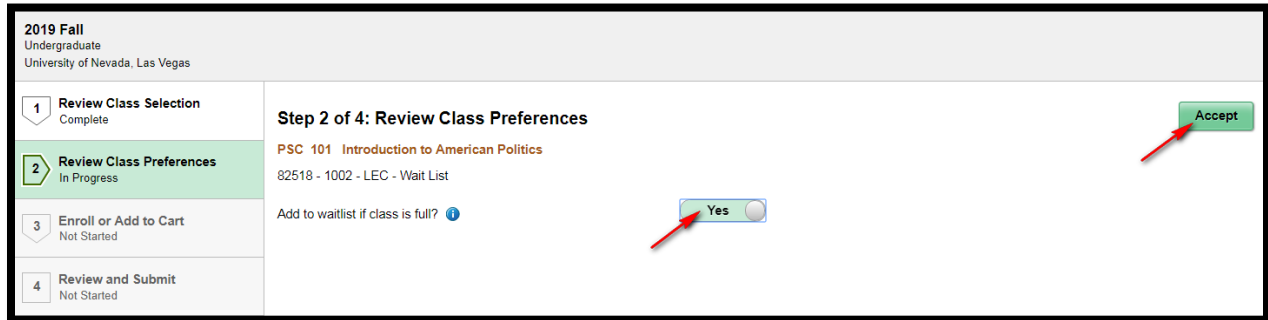 2019 Fall
Undergraduate
University of Nevada, Las Vegas
1
Review Class Selection
Complete
2
Review Class Preferences
In Progress
3
Enroll or Add to Cart
Not Started
4
Review and Submit
Not Started
Step 2 of 4: Review Class Preferences
Accept
PSC 101 Introduction to American Politics
82518 - 1002 - LEC - Wait List
Add to waitlist if class is full? i
Yes